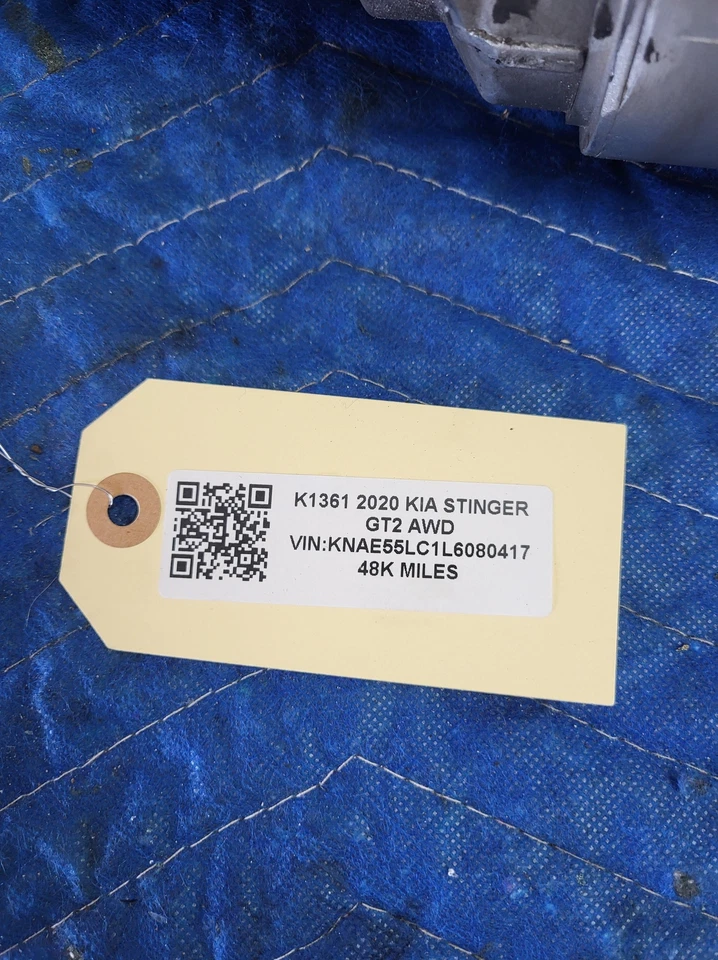 K1361 2020 KIA STINGER
GT2 AWD
VIN:KNAE55LC1L6080417
48K MILES